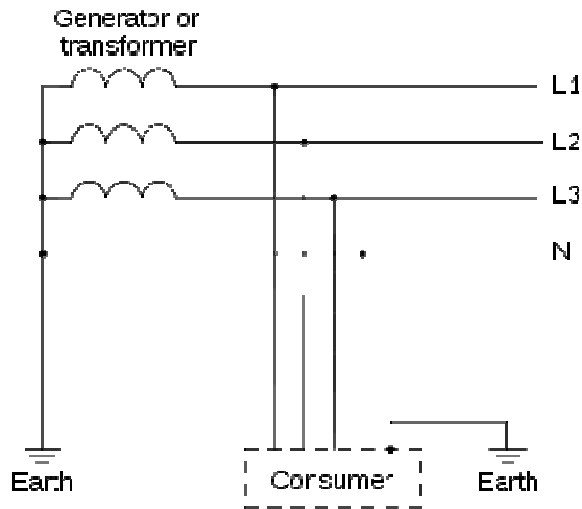 Generator or
transformer
L1
L2
L3
N
Earth
Consumer
Earth